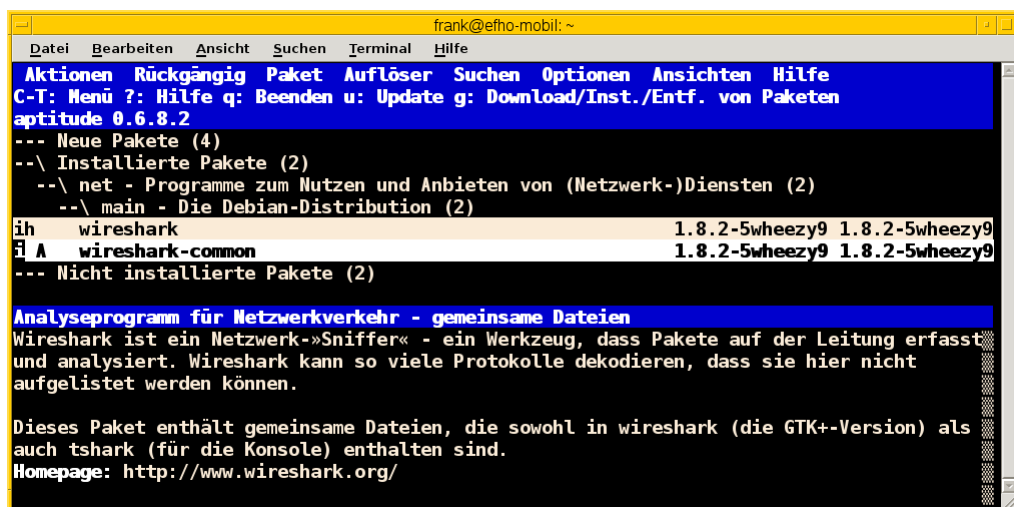 frank@efho-mobil: ~
Datei Bearbeiten Ansicht Suchen Terminal Hilfe
Aktionen Rückgängig Paket Auflöser Suchen Optionen Ansichten Hilfe
C-T: Menü ?: Hilfe q: Beenden u: Update g: Download/Inst./Entf. von Paketen
aptitude 0.6.8.2
--- Neue Pakete (4)
--\ Installierte Pakete (2)
--\ net - Programme zum Nutzen und Anbieten von (Netzwerk-)Diensten (2)
--\ main - Die Debian-Distribution (2)
ih wireshark 1.8.2-5wheezy9 1.8.2-5wheezy9
i A wireshark-common 1.8.2-5wheezy9 1.8.2-5wheezy9
--- Nicht installierte Pakete (2)
Analyseprogramm für Netzwerkverkehr - gemeinsame Dateien
Wireshark ist ein Netzwerk-»Sniffer« - ein Werkzeug, dass Pakete auf der Leitung erfasst
und analysiert. Wireshark kann so viele Protokolle dekodieren, dass sie hier nicht
aufgelistet werden können.
Dieses Paket enthält gemeinsame Dateien, die sowohl in wireshark (die GTK+-Version) als
auch tshark (für die Konsole) enthalten sind.
Homepage: http://www.wireshark.org/